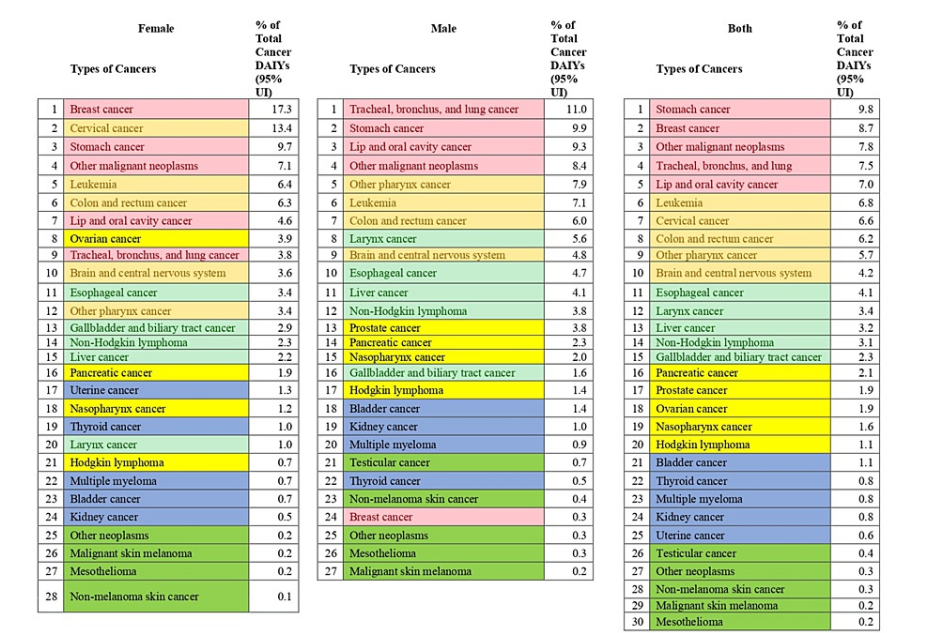 Female
Types of Cancers
% of
Total
Cancer
DAIYs
(95%
UI)
1 Breast cancer 17.3
2 Cervical cancer 13.4
3 Stomach cancer 9.7
4 Other malignant neoplasms 7.1
5 Leukemia 6.4
6 Colon and rectum cancer 6.3
7 Lip and oral cavity cancer 4.6
8 Ovarian cancer 3.9
9 Tracheal, bronchus, and lung cancer 3.8
10 Brain and central nervous system 3.6
11 Esophageal cancer 3.4
12 Other pharynx cancer 3.4
13 Gallbladder and biliary tract cancer 2.9
14 Non-Hodgkin lymphoma 2.3
15 Liver cancer 2.2
16 Pancreatic cancer 1.9
17 Uterine cancer 1.3
18 Nasopharynx cancer 1.2
19 Thyroid cancer 1.0
20 Larynx cancer 1.0
21 Hodgkin lymphoma 0.7
22 Multiple myeloma 0.7
23 Bladder cancer 0.7
24 Kidney cancer 0.5
25 Other neoplasms 0.2
26 Malignant skin melanoma 0.2
27 Mesothelioma 0.2
28 Non-melanoma skin cancer 0.1
Male
Types of Cancers
% of
Total
Cancer
DAIYs
(95%
UI)
1 Tracheal, bronchus, and lung cancer 11.0
2 Stomach cancer 9.9
3 Lip and oral cavity cancer 9.3
4 Other malignant neoplasms 8.4
5 Other pharynx cancer 7.9
6 Leukemia 7.1
7 Colon and rectum cancer 6.0
8 Larynx cancer 5.6
9 Brain and central nervous system 4.8
10 Esophageal cancer 4.7
11 Liver cancer 4.1
12 Non-Hodgkin lymphoma 3.8
13 Prostate cancer 3.8
14 Pancreatic cancer 2.3
15 Nasopharynx cancer 2.0
16 Gallbladder and biliary tract cancer 1.6
17 Hodgkin lymphoma 1.4
18 Bladder cancer 1.4
19 Kidney cancer 1.0
20 Multiple myeloma 0.9
21 Testicular cancer 0.7
22 Thyroid cancer 0.5
23 Non-melanoma skin cancer 0.4
24 Breast cancer 0.3
25 Other neoplasms 0.3
26 Mesothelioma 0.3
27 Malignant skin melanoma 0.2
Both
Types of Cancers
% of
Total
Cancer
DAIYs
(95%
UI)
1 Stomach cancer 9.8
2 Breast cancer 8.7
3 Other malignant neoplasms 7.8
4 Tracheal, bronchus, and lung 7.5
5 Lip and oral cavity cancer 7.0
6 Leukemia 6.8
7 Cervical cancer 6.6
8 Colon and rectum cancer 6.2
9 Other pharynx cancer 5.7
10 Brain and central nervous system 4.2
11 Esophageal cancer 4.1
12 Larynx cancer 3.4
13 Liver cancer 3.2
14 Non-Hodgkin lymphoma 3.1
15 Gallbladder and biliary tract cancer 2.3
16 Pancreatic cancer 2.1
17 Prostate cancer 1.9
18 Ovarian cancer 1.9
19 Nasopharynx cancer 1.6
20 Hodgkin lymphoma 1.1
21 Bladder cancer 1.1
22 Thyroid cancer 0.8
23 Multiple myeloma 0.8
24 Kidney cancer 0.8
25 Uterine cancer 0.6
26 Testicular cancer 0.4
27 Other neoplasms 0.3
28 Non-melanoma skin cancer 0.3
29 Malignant skin melanoma 0.2
30 Mesothelioma 0.2